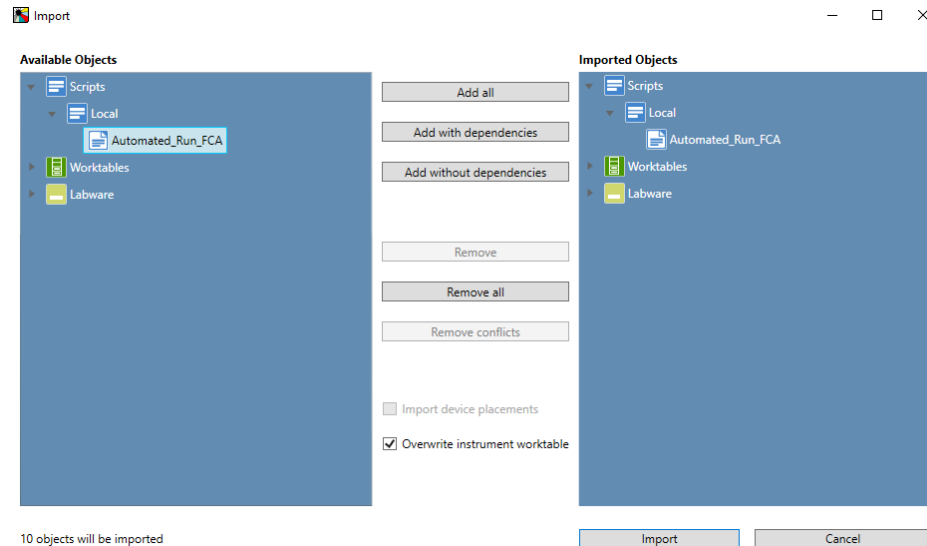 Import
Available Objects
Scripts
Local
Automated_Run_FCA
Worktables
Labware
Add all
Add with dependencies
Add without dependencies
Remove
Remove all
Remove conflicts
Import device placements
Overwrite instrument worktable
Imported Objects
Scripts
Local
Automated_Run_FCA
Worktables
Labware
10 objects will be imported
Import
Cancel